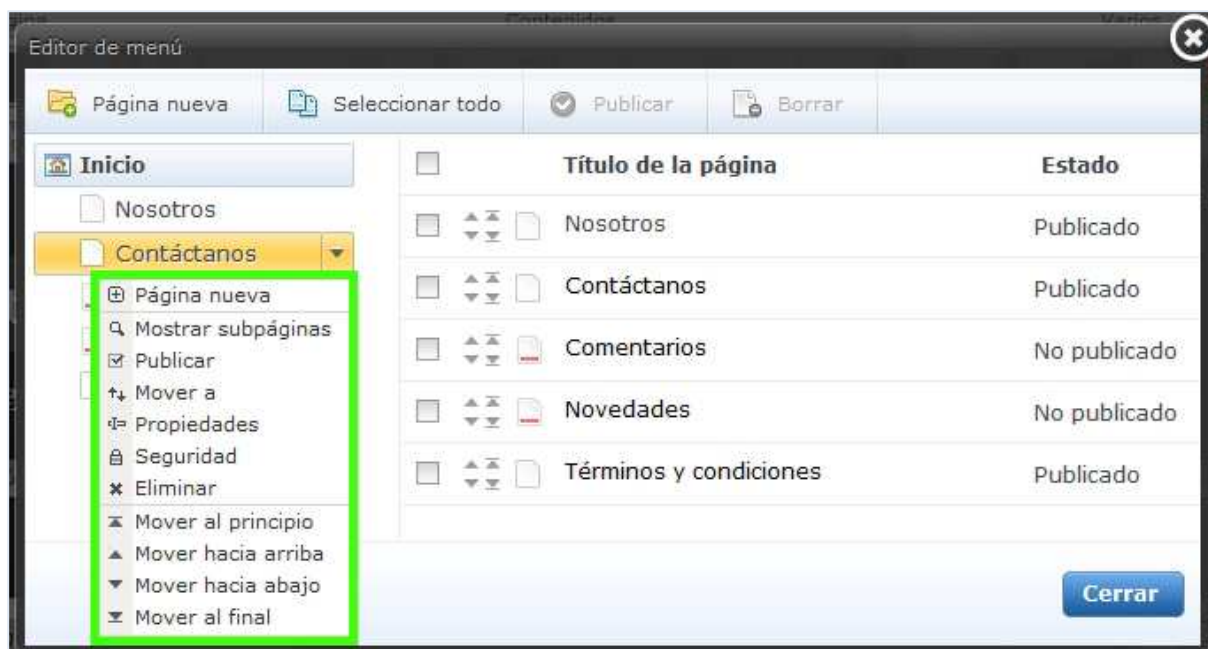 Contenidos
Varios
Editor de menú
Página nueva
Seleccionar todo
Publicar
Borrar
Inicio
Nosotros
Contáctanos
Página nueva
Mostrar subpáginas
Publicar
Mover a
Propiedades
Seguridad
Eliminar
Mover al principio
Mover hacia arriba
Mover hacia abajo
Mover al final
Título de la página Estado
Nosotros Publicado
Contáctanos Publicado
Comentarios No publicado
Novedades No publicado
Términos y condiciones Publicado
Cerrar